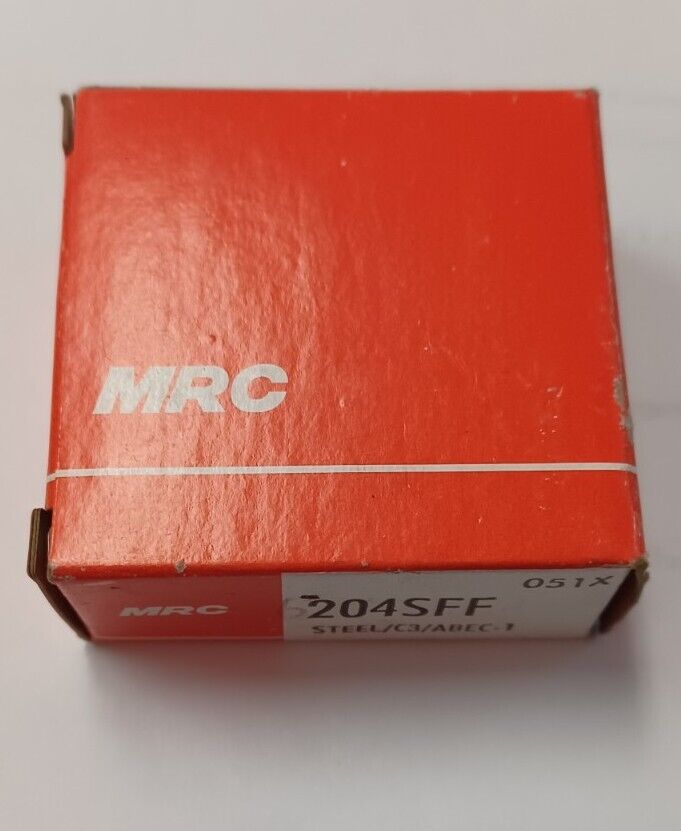 MRC
051X
MRC
204SFF
STEEL/C3/ABEC-1